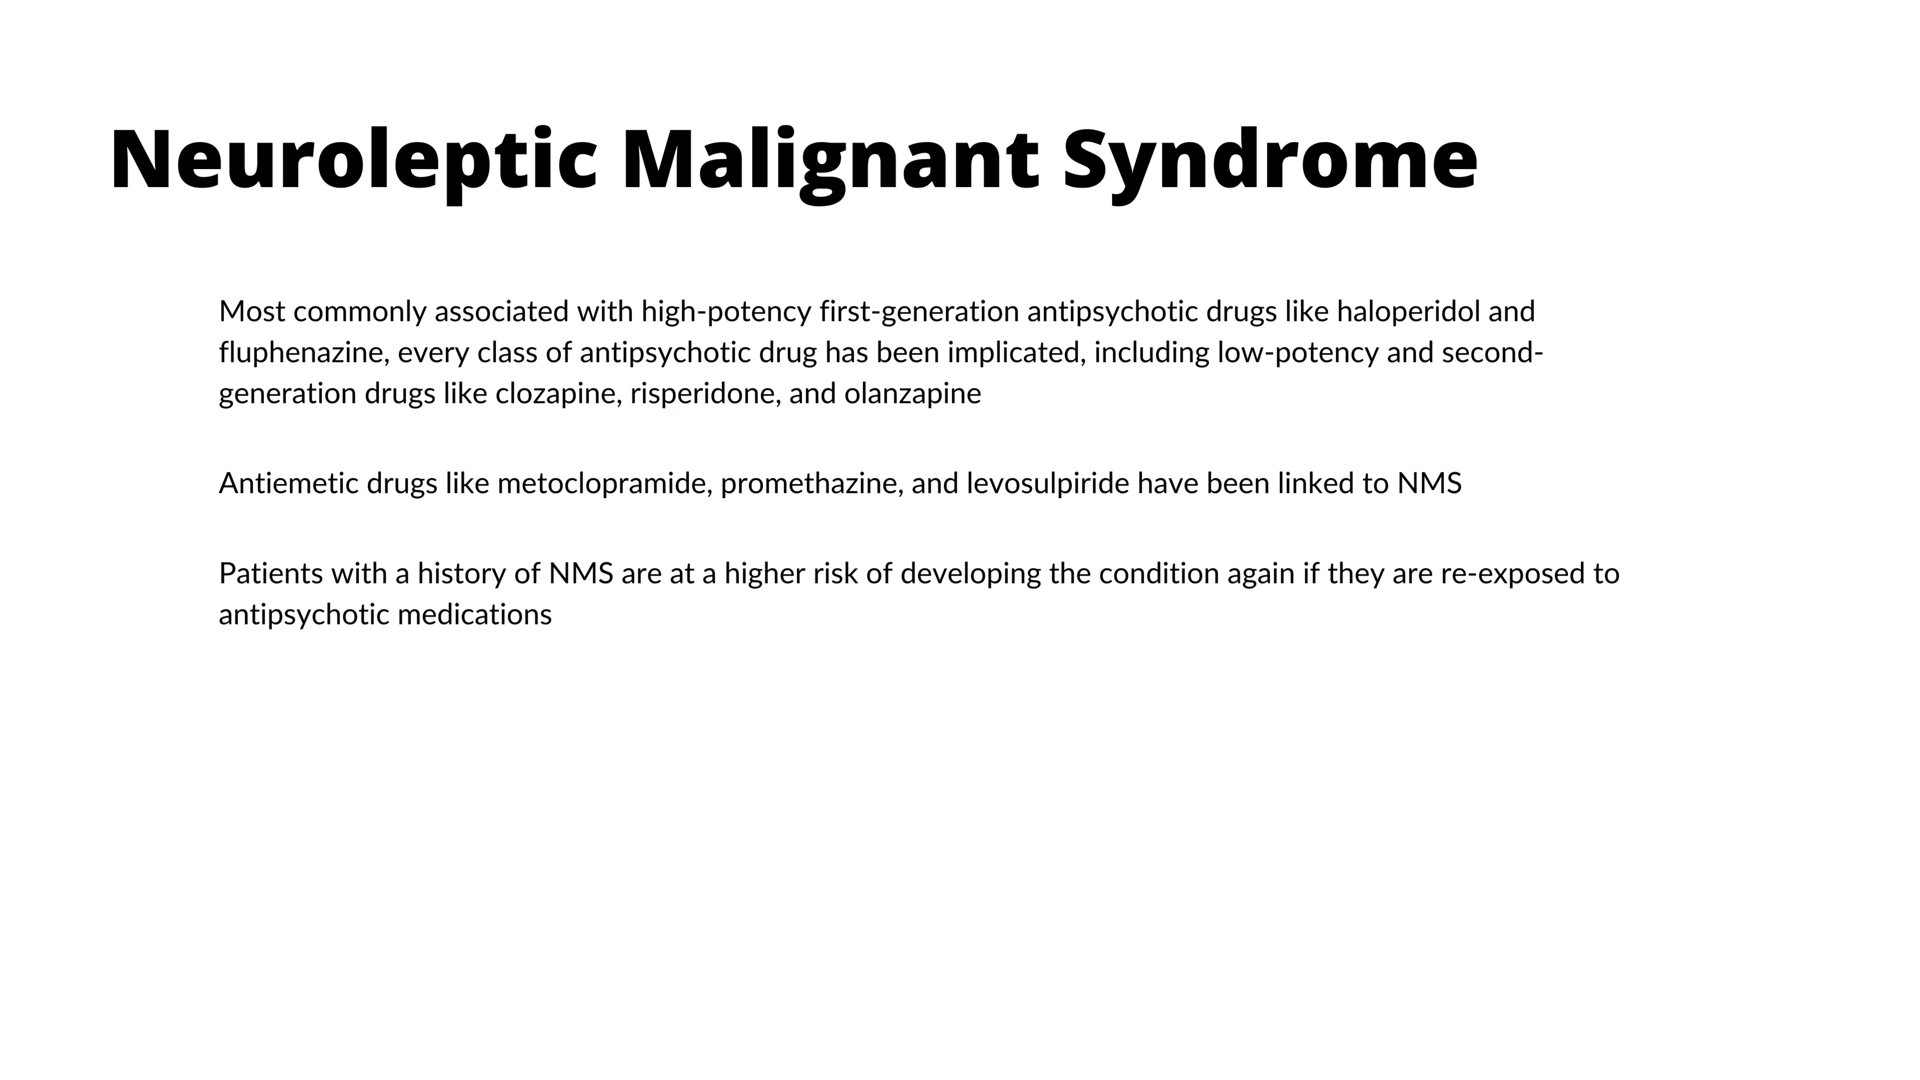 Neuroleptic Malignant Syndrome
Most commonly associated with high-potency first-generation antipsychotic drugs like haloperidol and
fluphenazine, every class of antipsychotic drug has been implicated, including low-potency and second-
generation drugs like clozapine, risperidone, and olanzapine
Antiemetic drugs like metoclopramide, promethazine, and levosulpiride have been linked to NMS
Patients with a history of NMS are at a higher risk of developing the condition again if they are re-exposed to
antipsychotic medications